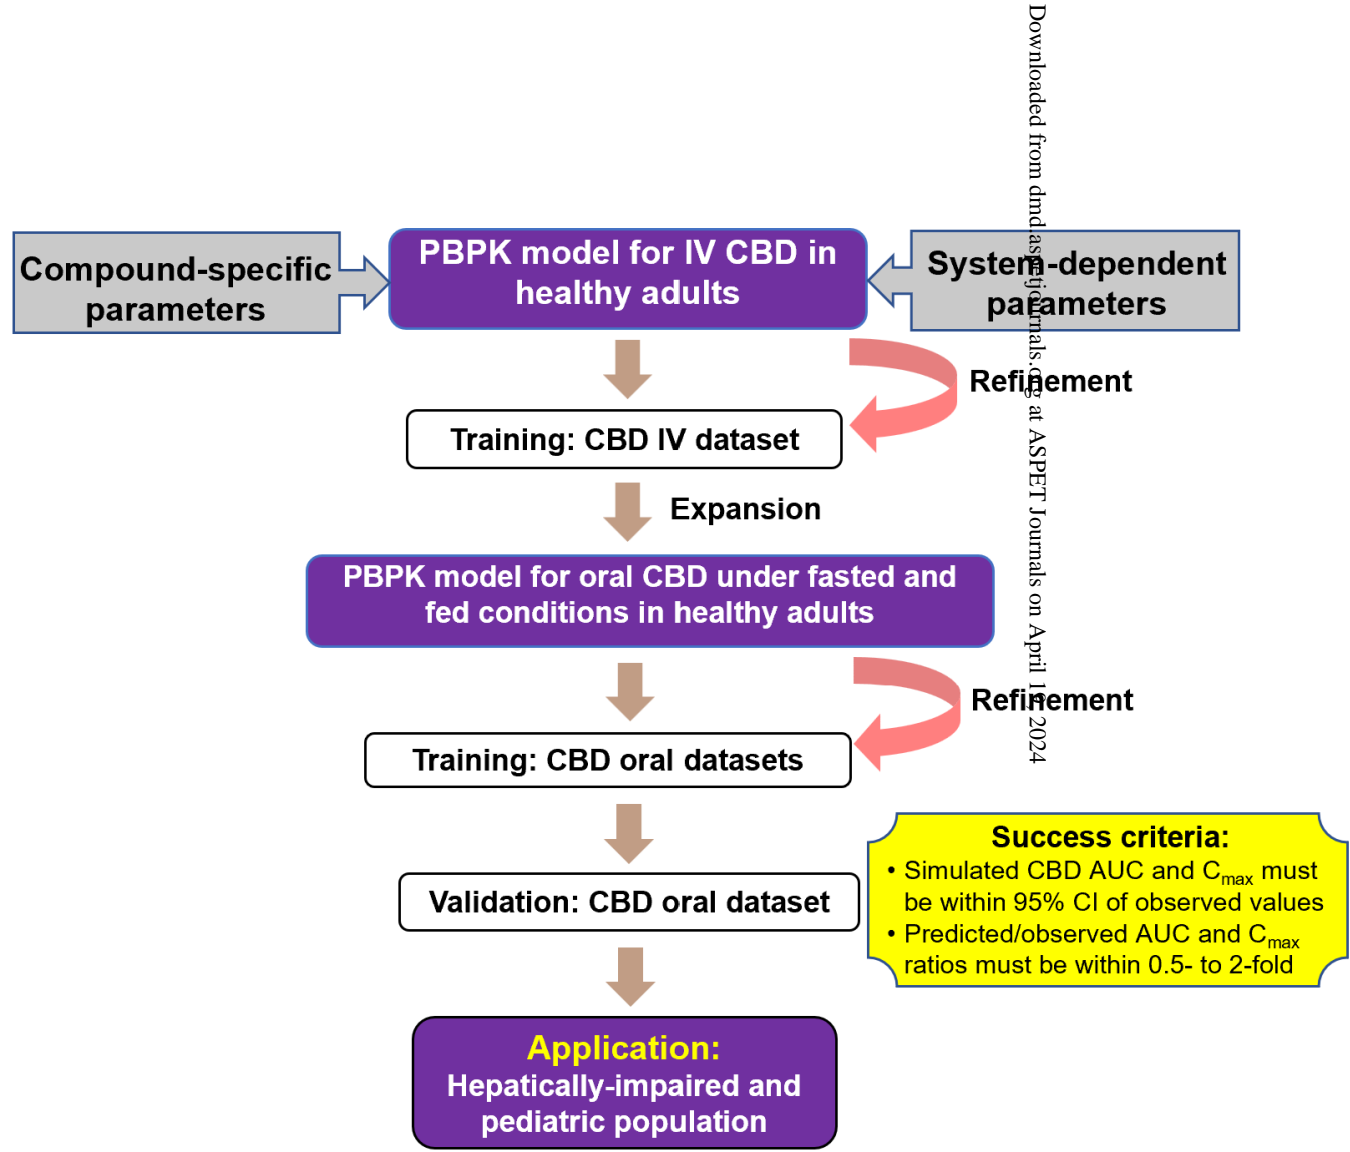 Compound-specific
parameters
PBPK model for IV CBD in
healthy adults
System-dependent
parameters
Refinement
Training: CBD IV dataset
Expansion
PBPK model for oral CBD under fasted and
fed conditions in healthy adults
Refinement
Training: CBD oral datasets
Validation: CBD oral dataset
Success criteria:
• Simulated CBD AUC and Cmax must
be within 95% CI of observed values
• Predicted/observed AUC and Cmax
ratios must be within 0.5- to 2-fold
Application:
Hepatically-impaired and
pediatric population
Downloaded from dmd.aspetjournals.org at ASPET Journals on April 2024